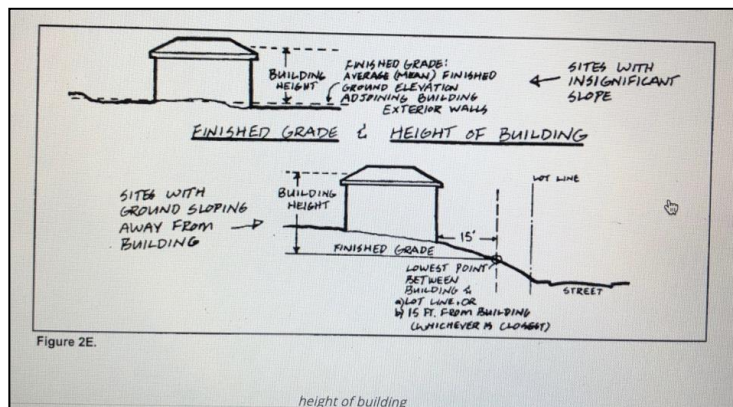 BUILDING
HEIGHT
FINISHED GRADE:
AVERAGE (MEAN) FINISHED
GROUND ELEVATION
ADJOINING BUILDING
EXTERIOR WALLS
SITES WITH
INSIGNIFICANT
SLOPE
FINISHED GRADE & HEIGHT OF BUILDING
SITES WITH
GROUND SLOPING
AWAY FROM
BUILDING
BUILDING
HEIGHT
LOT LINE
15'
FINISHED GRADE
LOWEST POINT
BETWEEN
BUILDING &
a) LOT LINE, OR
b) 15 FT. FROM BUILDING
(WHICHEVER IS CLOSEST)
STREET
Figure 2E.
height of building